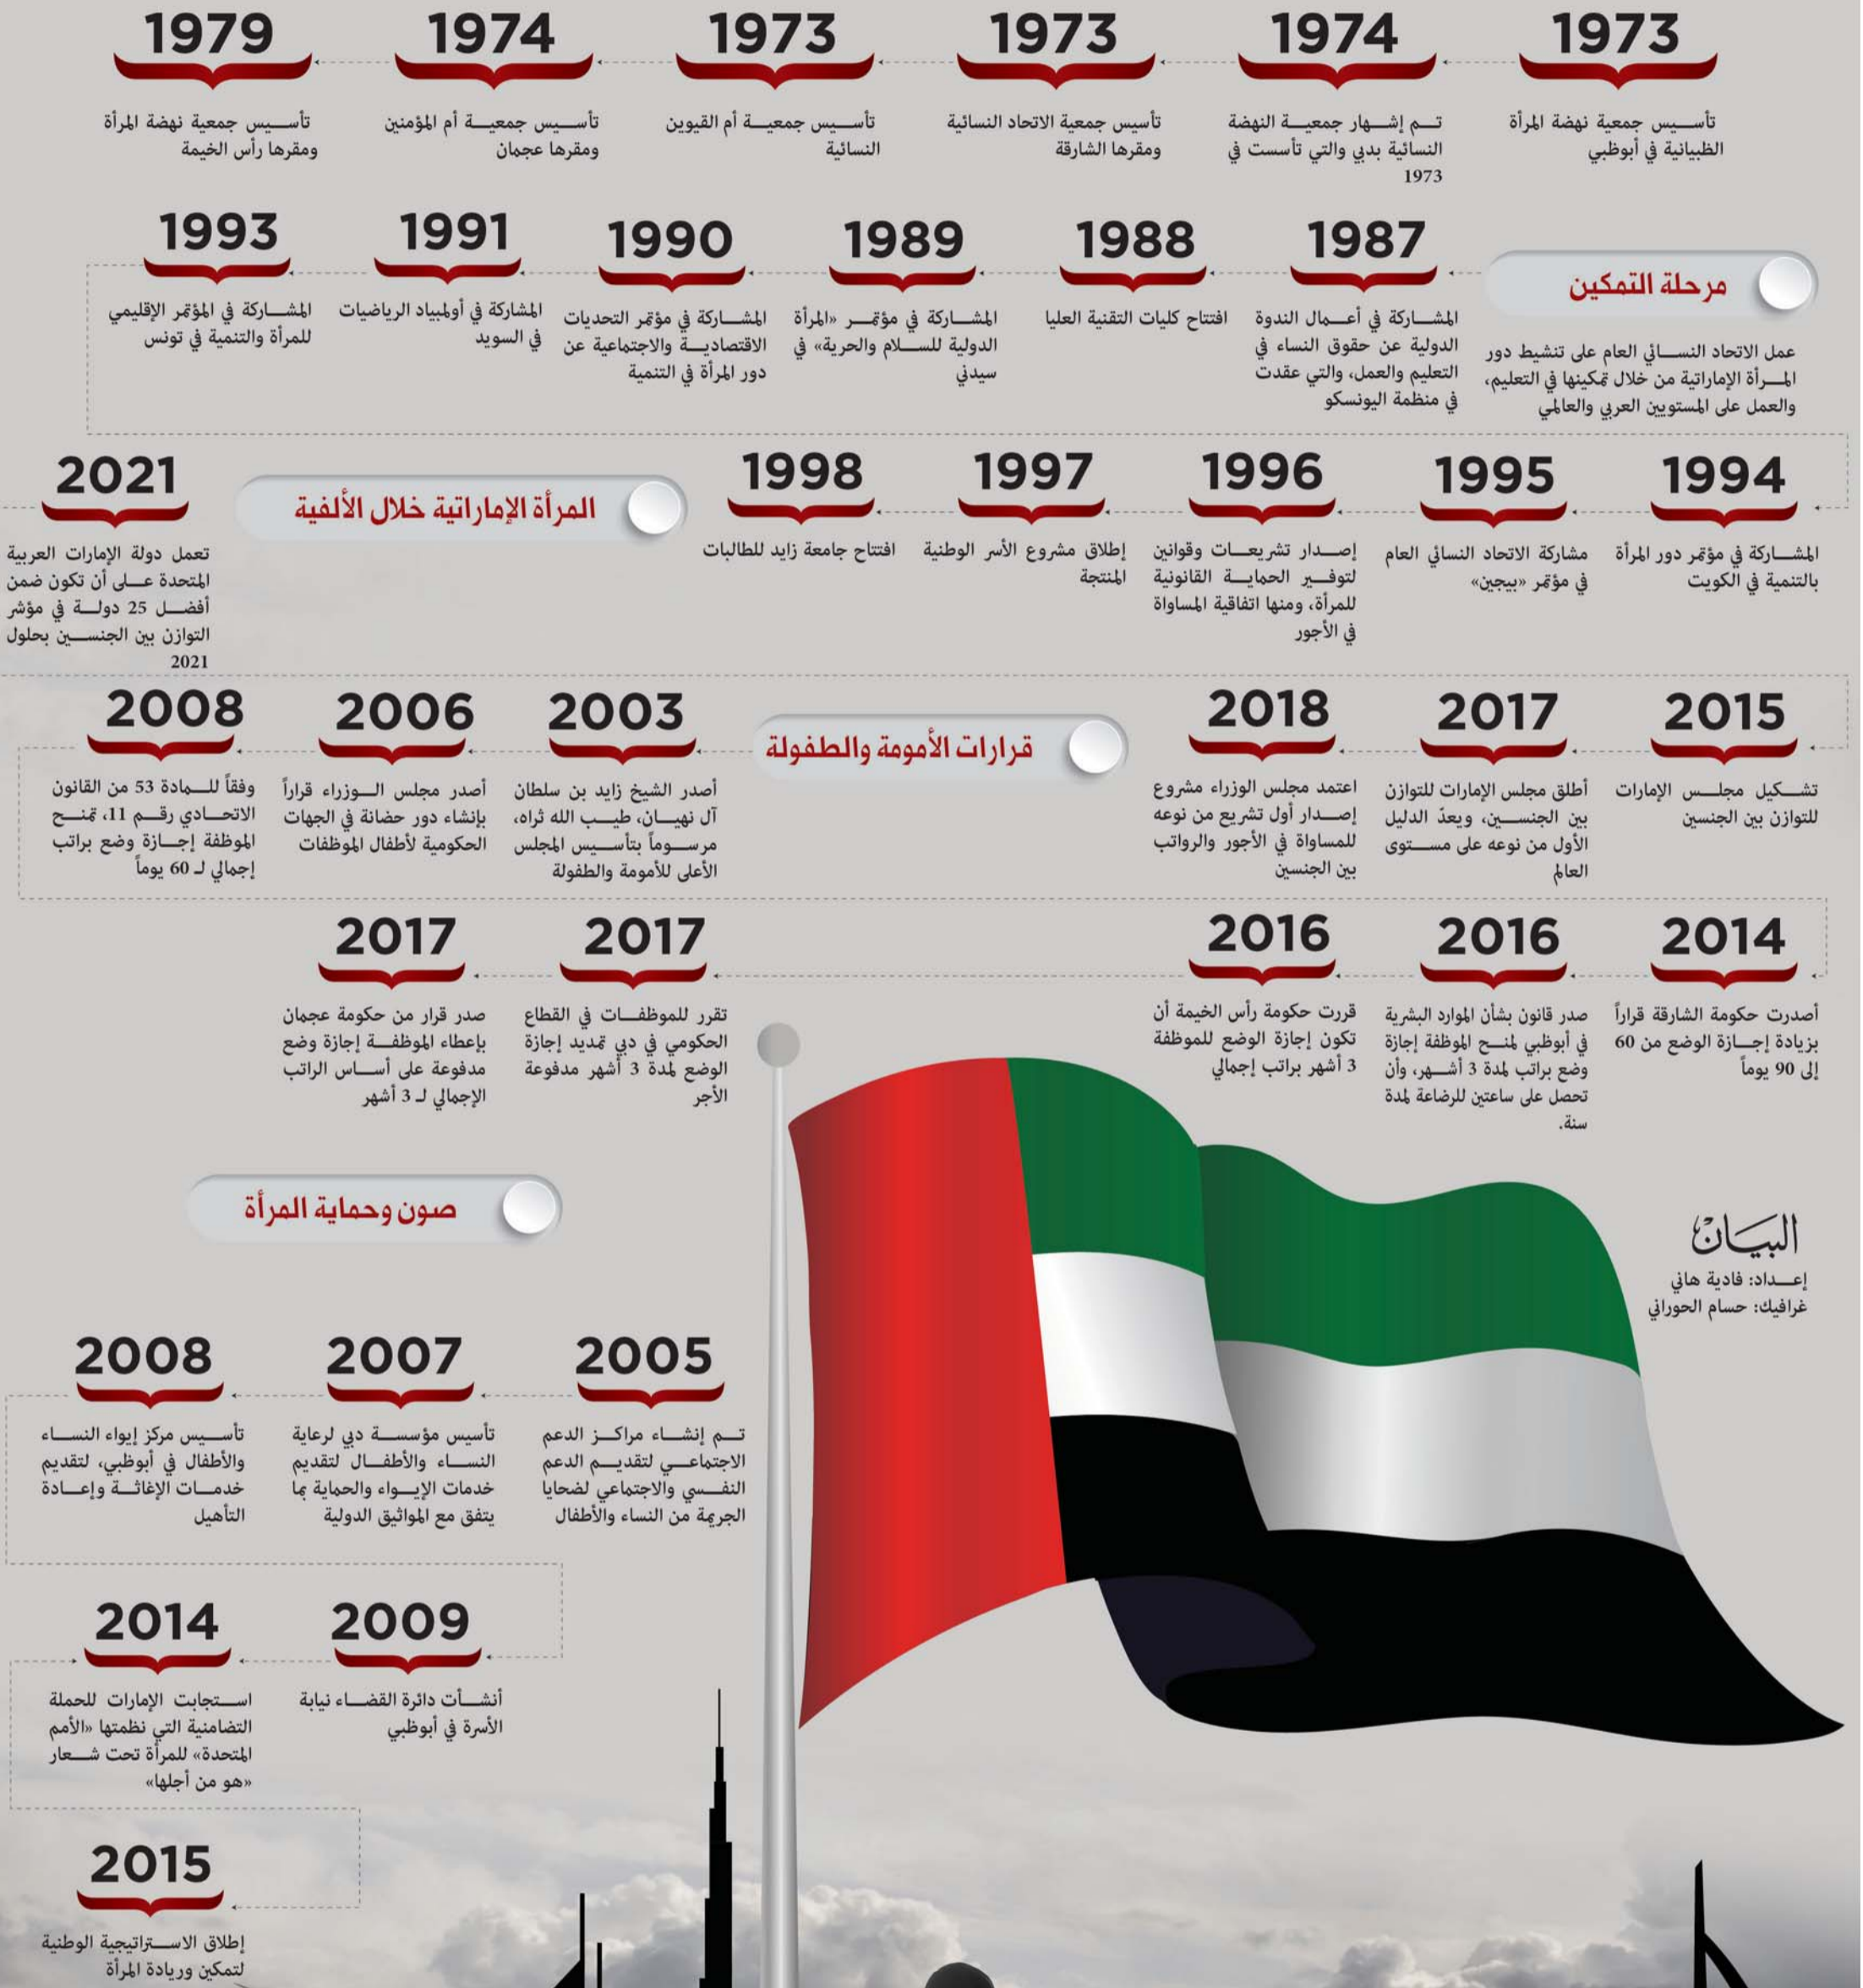 1973
تأسيس جمعية نهضة المرأة
الظبيانية في أبوظبي
1974
تم إشهار جمعية النهضة
النسائية بدبي والتي تأسست في
1973
1973
تأسيس جمعية الاتحاد النسائية
ومقرها الشارقة
1973
تأسيس جمعية أم القيوين
النسائية
1974
تأسيس جمعية أم المؤمنين
ومقرها عجمان
1979
تأسيس جمعية نهضة المرأة
ومقرها رأس الخيمة
مرحلة التمكين
عمل الاتحاد النسائي العام على تنشيط دور
المرأة الإماراتية من خلال تمكينها في التعليم،
والعمل على المستويين العربي والعالمي
1987
المشاركة في أعمال الندوة
الدولية عن حقوق النساء في
التعليم والعمل، والتي عقدت
في منظمة اليونسكو
1988
افتتاح كليات التقنية العليا
1989
المشاركة في مؤتمر «المرأة
الدولية للسلام والحرية» في
سيدني
1990
المشاركة في مؤتمر التحديات
الاقتصادية والاجتماعية عن
دور المرأة في التنمية
1991
المشاركة في أولمبياد الرياضيات
في السويد
1993
المشاركة في المؤتمر الإقليمي
للمرأة والتنمية في تونس
1994
المشاركة في مؤتمر دور المرأة
بالتنمية في الكويت
1995
مشاركة الاتحاد النسائي العام
في مؤتمر «بيجين»
1996
إصدار تشريعات وقوانين
لتوفير الحماية القانونية
للمرأة، ومنها اتفاقية المساواة
في الأجور
1997
إطلاق مشروع الأسر الوطنية
المنتجة
1998
افتتاح جامعة زايد للطالبات
المرأة الإماراتية خلال الألفية
2021
تعمل دولة الإمارات العربية
المتحدة على أن تكون ضمن
أفضل 25 دولة في مؤشر
التوازن بين الجنسين بحلول
2021
2015
تشكيل مجلس الإمارات
للتوازن بين الجنسين
2017
أطلق مجلس الإمارات للتوازن
بين الجنسين، ويعدّ الدليل
الأول من نوعه على مستوى
العالم
2018
اعتمد مجلس الوزراء مشروع
إصدار أول تشريع من نوعه
للمساواة في الأجور والرواتب
بين الجنسين
قرارات الأمومة والطفولة
2003
أصدر الشيخ زايد بن سلطان
آل نهيان، طيب الله ثراه،
مرسوماً بتأسيس المجلس
الأعلى للأمومة والطفولة
2006
أصدر مجلس الوزراء قراراً
بإنشاء دور حضانة في الجهات
الحكومية لأطفال الموظفات
2008
وفقاً للمادة 53 من القانون
الاتحادي رقم 11، تمنح
الموظفة إجازة وضع براتب
إجمالي لـ 60 يوماً
2014
أصدرت حكومة الشارقة قراراً
بزيادة إجازة الوضع من 60
إلى 90 يوماً
2016
صدر قانون بشأن الموارد البشرية
في أبوظبي لمنح الموظفة إجازة
وضع براتب لمدة 3 أشهر، وأن
تحصل على ساعتين للرضاعة لمدة
سنة.
2016
قررت حكومة رأس الخيمة أن
تكون إجازة الوضع للموظفة
3 أشهر براتب إجمالي
2017
تقرر للموظفات في القطاع
الحكومي في دبي تمديد إجازة
الوضع لمدة 3 أشهر مدفوعة
الأجر
2017
صدر قرار من حكومة عجمان
بإعطاء الموظفة إجازة وضع
مدفوعة على أساس الراتب
الإجمالي لـ 3 أشهر
البيان
إعداد: فادية هاني
غرافيك: حسام الحوراني
صون وحماية المرأة
2005
تم إنشاء مراكز الدعم
الاجتماعي لتقديم الدعم
النفسي والاجتماعي لضحايا
الجريمة من النساء والأطفال
2007
تأسيس مؤسسة دبي لرعاية
النساء والأطفال لتقديم
خدمات الإيواء والحماية بما
يتفق مع المواثيق الدولية
2008
تأسيس مركز إيواء النساء
والأطفال في أبوظبي، لتقديم
خدمات الإغاثة وإعادة
التأهيل
2009
أنشأت دائرة القضاء نيابة
الأسرة في أبوظبي
2014
استجابت الإمارات للحملة
التضامنية التي نظمتها «الأمم
المتحدة» للمرأة تحت شعار
«هو من أجلها»
2015
إطلاق الاستراتيجية الوطنية
لتمكين وريادة المرأة